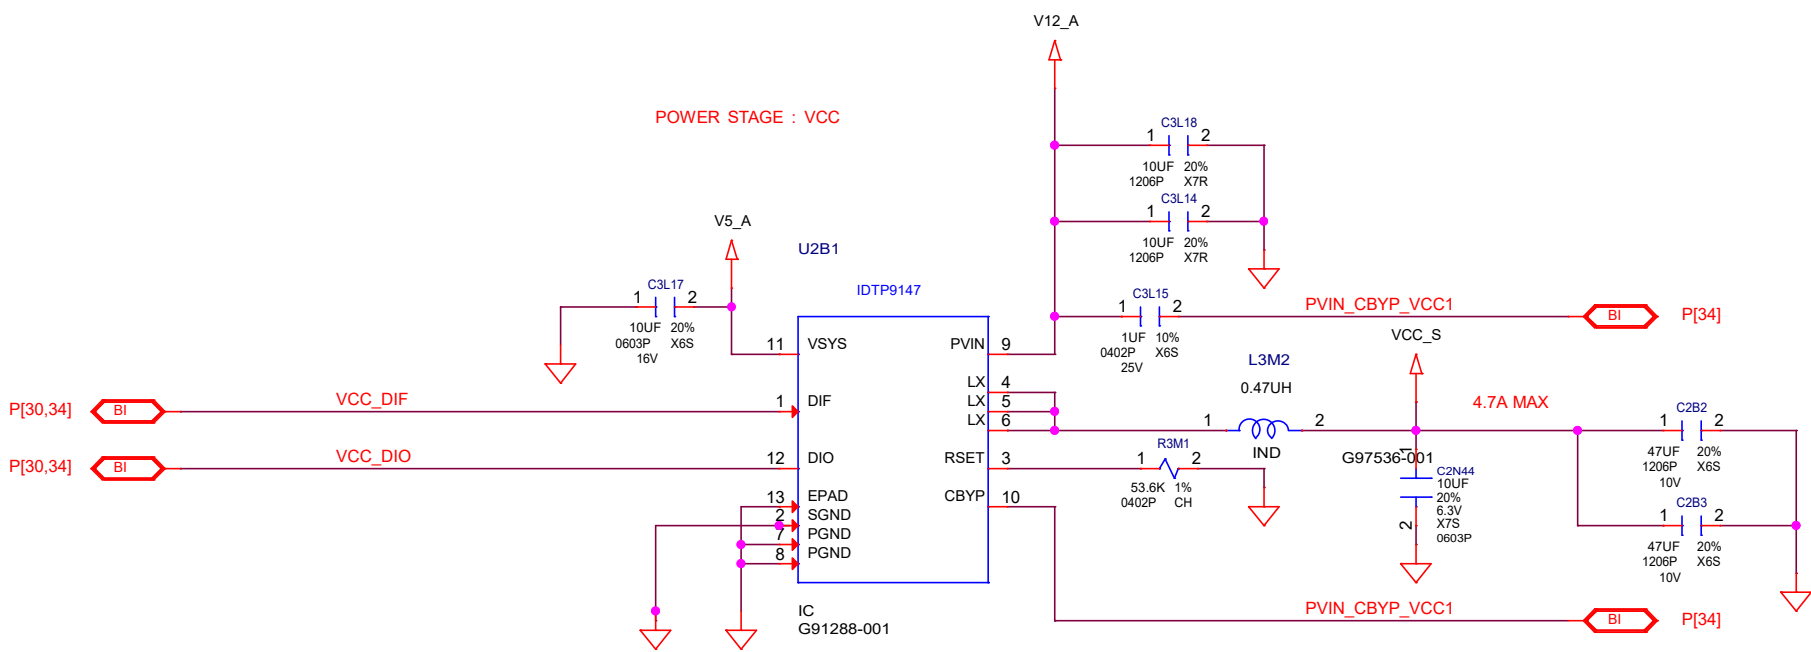 V12_A
POWER STAGE : VCC
C3L18
1 2
10UF 20%
1206P X7R
C3L14
1 2
10UF 20%
1206P X7R
V5_A
U2B1
C3L17
1 2
10UF 20%
0603P X6S
16V
IDTP9147
C3L15
1 2
1UF 10%
0402P X6S
25V
PVIN_CBYP_VCC1
BI P[34]
VCC_S
11 VSYS
PVIN 9
LX 4
LX 5
LX 6
L3M2
0.47UH
1 2
IND
G97536-001
4.7A MAX
P[30,34] BI VCC_DIF 1 DIF
P[30,34] BI VCC_DIO 12 DIO
RSET 3
R3M1
1 2
53.6K 1%
0402P CH
CBYP 10
13 EPAD
2 SGND
7 PGND
8 PGND
1
C2N44
10UF
20%
6.3V
X7S
0603P
2
C2B2
1 2
47UF 20%
1206P X6S
10V
C2B3
1 2
47UF 20%
1206P X6S
10V
IC
G91288-001
PVIN_CBYP_VCC1
BI P[34]